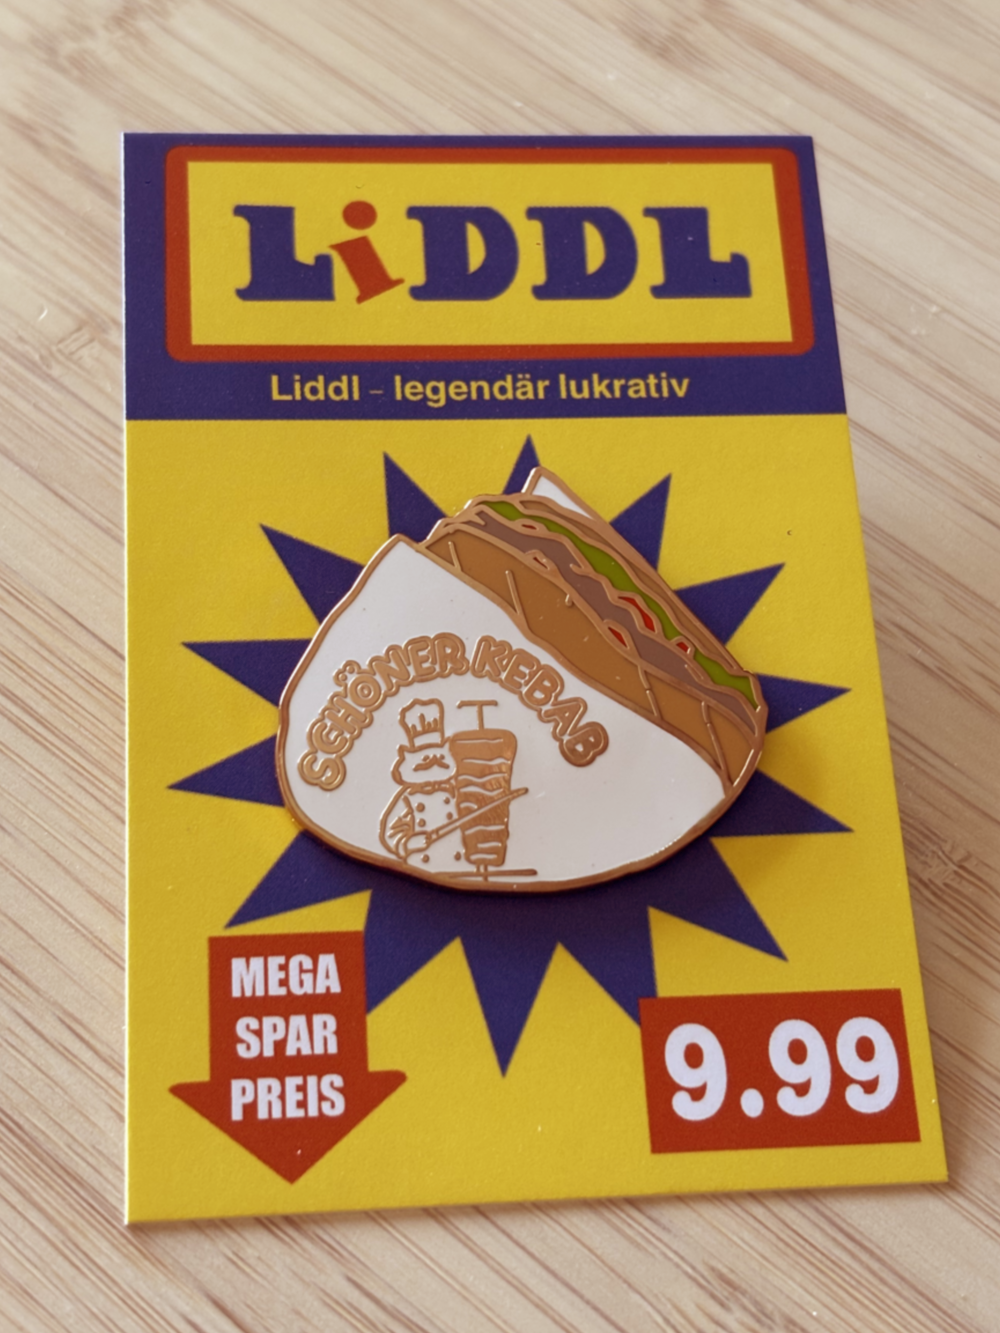 LiDDL
Liddl - legendär lukrativ
SCHÖNER KEBAB
MEGA
SPAR
PREIS
9.99